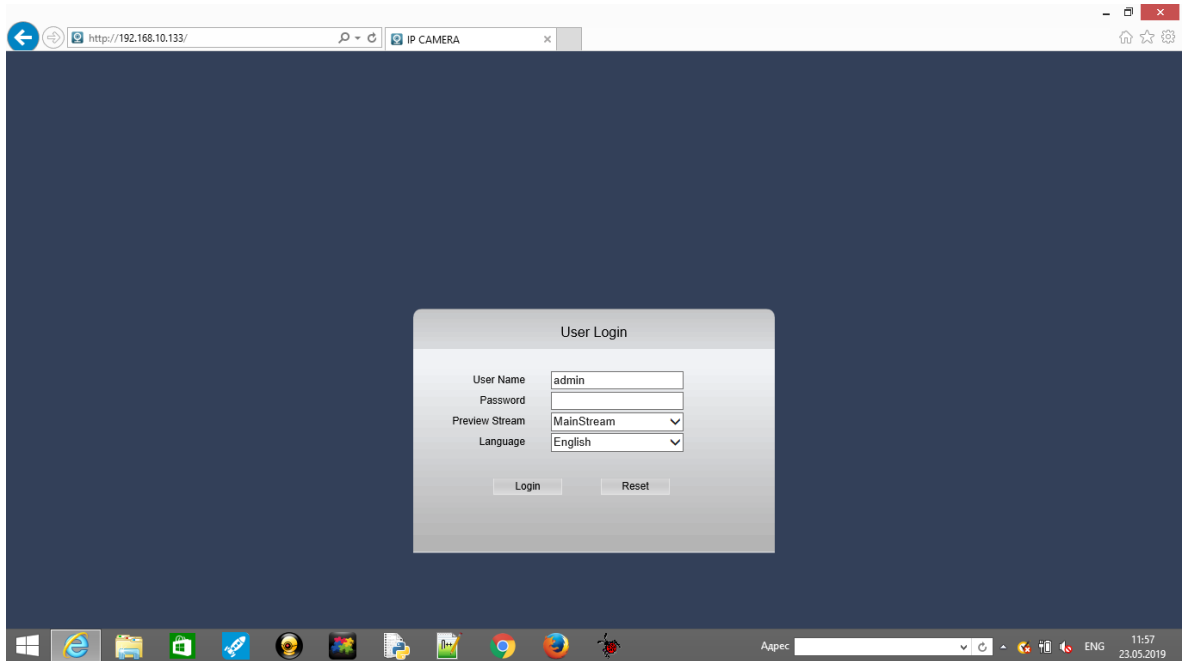 http://192.168.10.133/
IP CAMERA
User Login
User Name
admin
Password
Preview Stream
MainStream
Language
English
Login
Reset
Адрес
ENG
11:57
23.05.2019